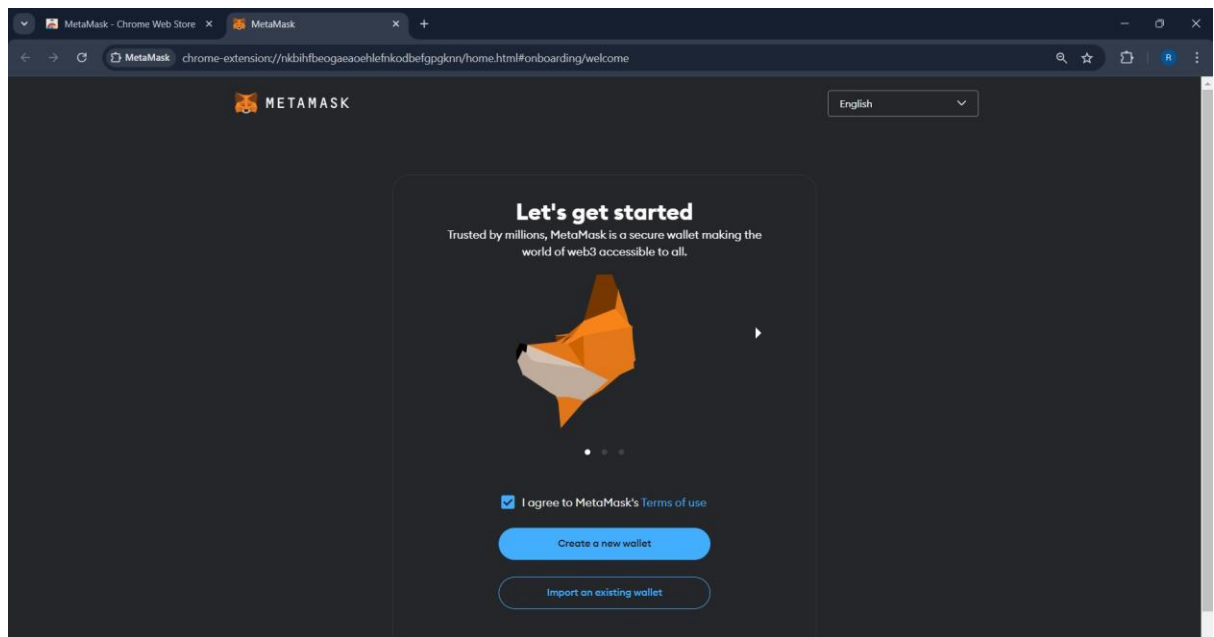 MetaMask - Chrome Web Store
MetaMask
MetaMask
chrome-extension://nkbihfbeogaeaoehlefnkodbefgpgknn/home.html#onboarding/welcome
R
METAMASK
English
Let's get started
Trusted by millions, MetaMask is a secure wallet making the
world of web3 accessible to all.
I agree to MetaMask's Terms of use
Create a new wallet
Import an existing wallet